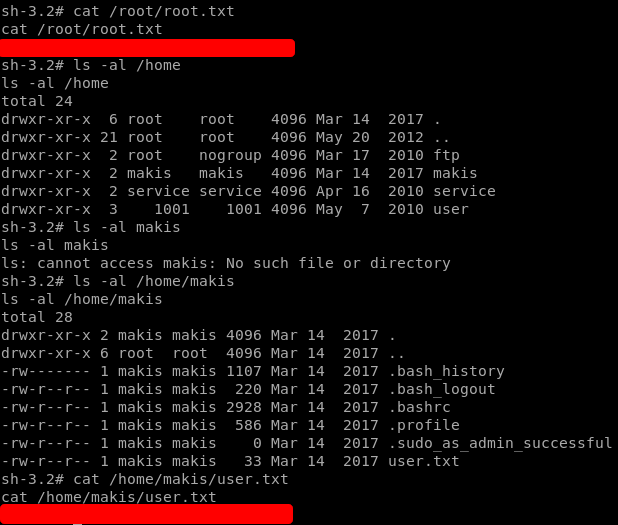 sh-3.2# cat /root/root.txt
cat /root/root.txt
sh-3.2# ls -al /home
ls -al /home
total 24
drwxr-xr-x  6 root    root    4096 Mar 14  2017 .
drwxr-xr-x 21 root    root    4096 May 20  2012 ..
drwxr-xr-x  2 root    nogroup 4096 Mar 17  2010 ftp
drwxr-xr-x  2 makis   makis   4096 Mar 14  2017 makis
drwxr-xr-x  2 service service 4096 Apr 16  2010 service
drwxr-xr-x  3    1001    1001 4096 May  7  2010 user
sh-3.2# ls -al makis
ls -al makis
ls: cannot access makis: No such file or directory
sh-3.2# ls -al /home/makis
ls -al /home/makis
total 28
drwxr-xr-x 2 makis makis 4096 Mar 14  2017 .
drwxr-xr-x 6 root  root  4096 Mar 14  2017 ..
-rw------- 1 makis makis 1107 Mar 14  2017 .bash_history
-rw-r--r-- 1 makis makis  220 Mar 14  2017 .bash_logout
-rw-r--r-- 1 makis makis 2928 Mar 14  2017 .bashrc
-rw-r--r-- 1 makis makis  586 Mar 14  2017 .profile
-rw-r--r-- 1 makis makis    0 Mar 14  2017 .sudo_as_admin_successful
-rw-r--r-- 1 makis makis   33 Mar 14  2017 user.txt
sh-3.2# cat /home/makis/user.txt
cat /home/makis/user.txt